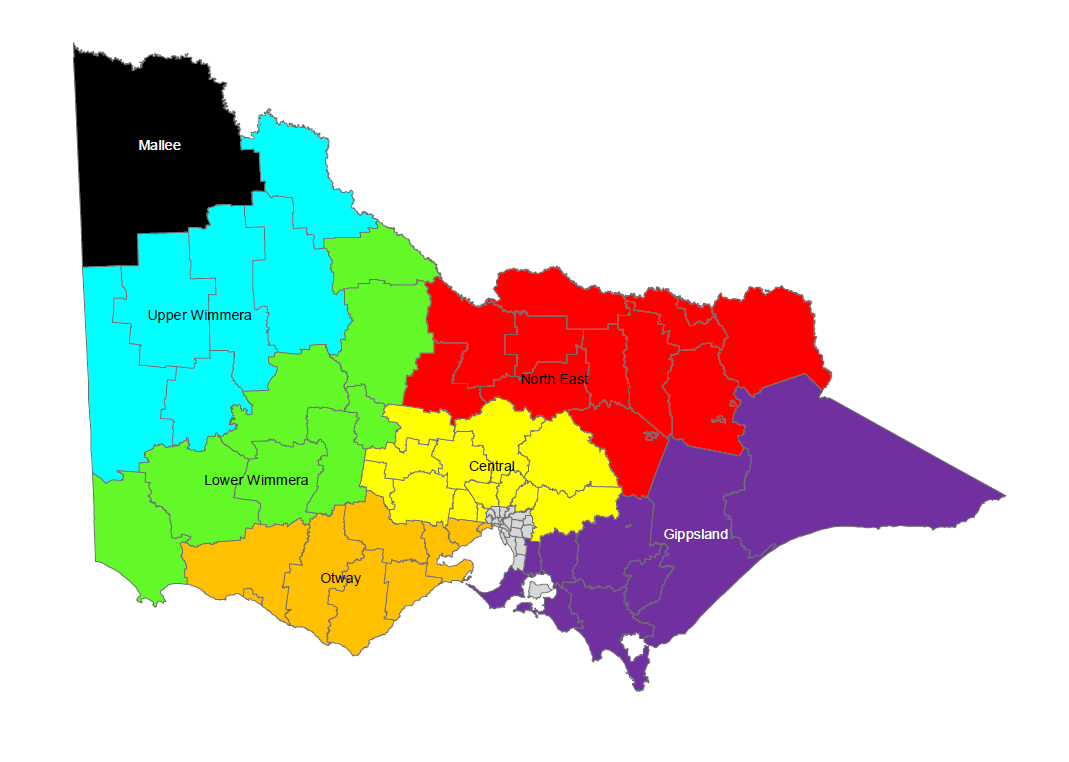 Mallee
Upper Wimmera
North East
Central
Lower Wimmera
Gippsland
Otway